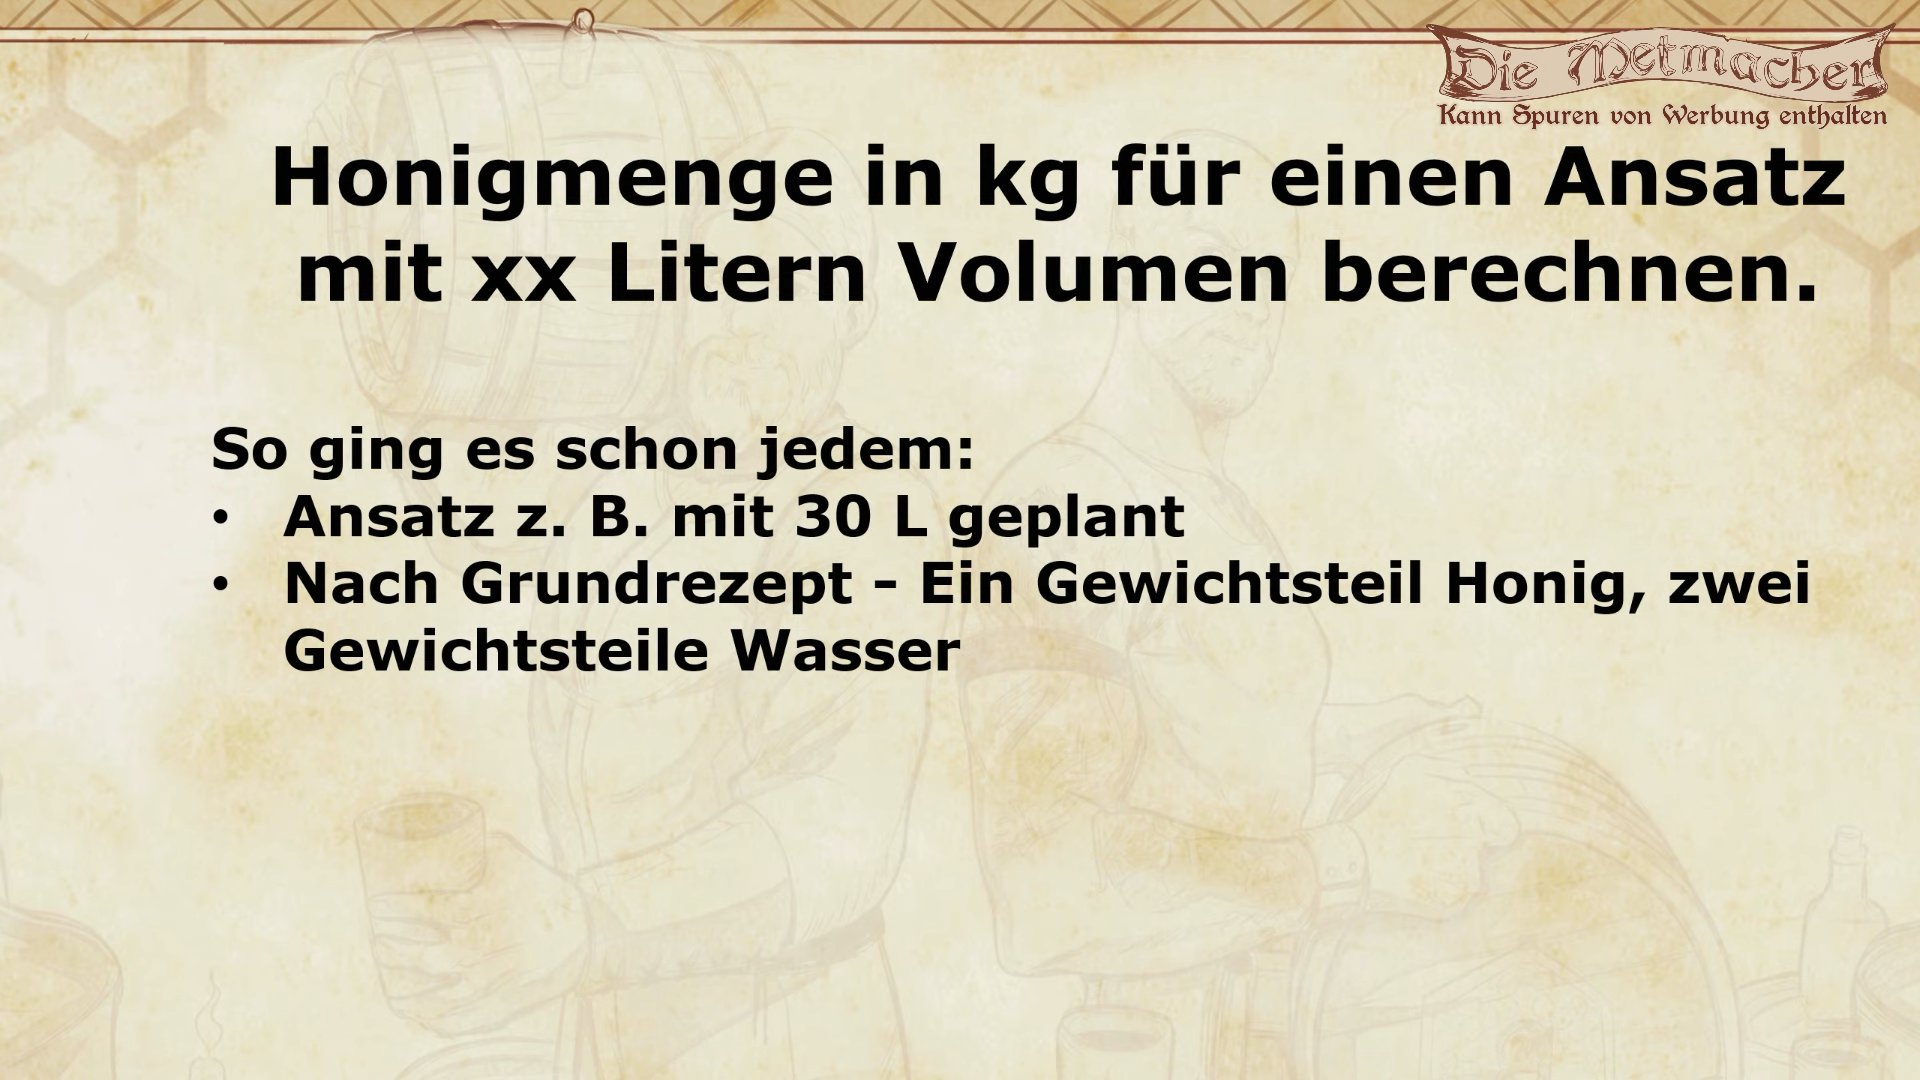 Die Metmacher
Kann Spuren von Werbung enthalten
Honigmenge in kg für einen Ansatz
mit xx Litern Volumen berechnen.
So ging es schon jedem:
• Ansatz z. B. mit 30 L geplant
• Nach Grundrezept – Ein Gewichtsteil Honig, zwei
Gewichtsteile Wasser